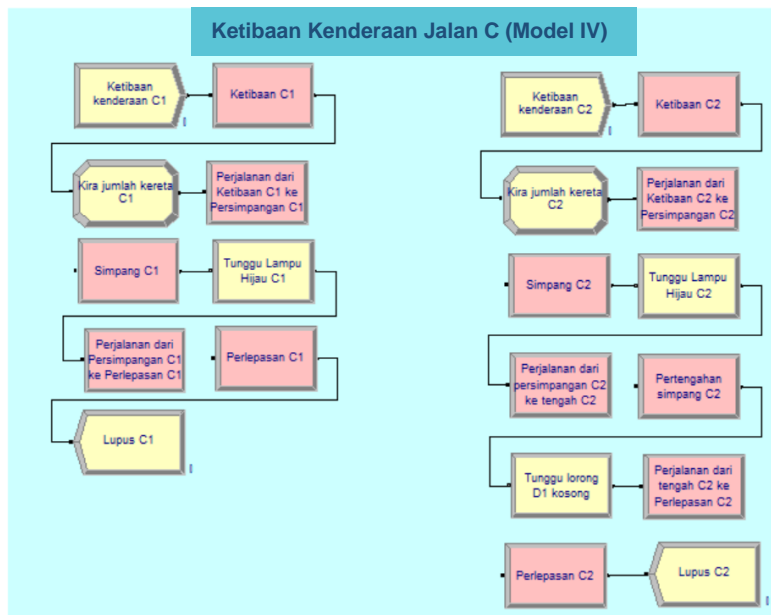 Ketibaan Kenderaan Jalan C (Model IV)
Ketibaan
kenderaan C1
Ketibaan C1
Kira jumlah kereta
C1
Perjalanan dari
Ketibaan C1 ke
Persimpangan C1
Simpang C1
Tunggu Lampu
Hijau C1
Perjalanan dari
Persimpangan C1
ke Perlepasan C1
Perlepasan C1
Lupus C1
Ketibaan
kenderaan C2
Ketibaan C2
Kira jumlah kereta
C2
Perjalanan dari
Ketibaan C2 ke
Persimpangan C2
Simpang C2
Tunggu Lampu
Hijau C2
Perjalanan dari
persimpangan C2
ke tengah C2
Pertengahan
simpang C2
Tunggu lorong
D1 kosong
Perjalanan dari
tengah C2 ke
Perlepasan C2
Perlepasan C2
Lupus C2